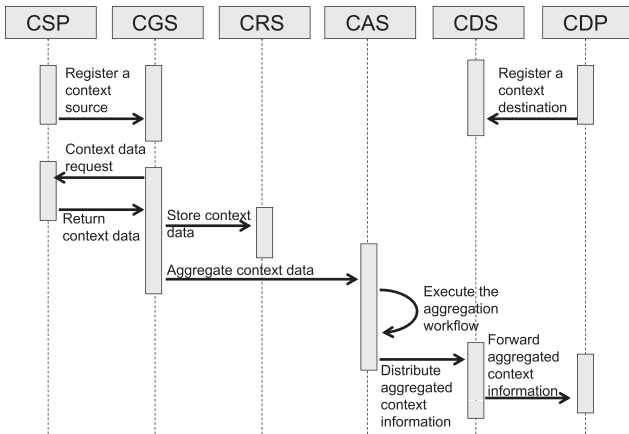 CSP
CGS
CRS
CAS
CDS
CDP
Register a
context
source
Register a
context
destination
Context data
request
Return
context data
Store context
data
Aggregate context data
Execute the
aggregation
workflow
Distribute
aggregated
context
information
Forward
aggregated
context
information